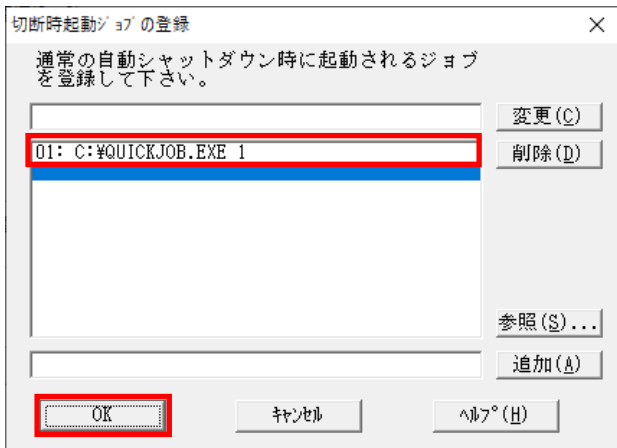 切断時起動ｼﾞｮﾌﾞの登録
通常の自動シャットダウン時に起動されるジョブ
を登録して下さい。
変更(C)
01: C:¥QUICKJOB.EXE 1
削除(D)
参照(S)...
追加(A)
OK
ｷｬﾝｾﾙ
ﾍﾙﾌﾟ(H)